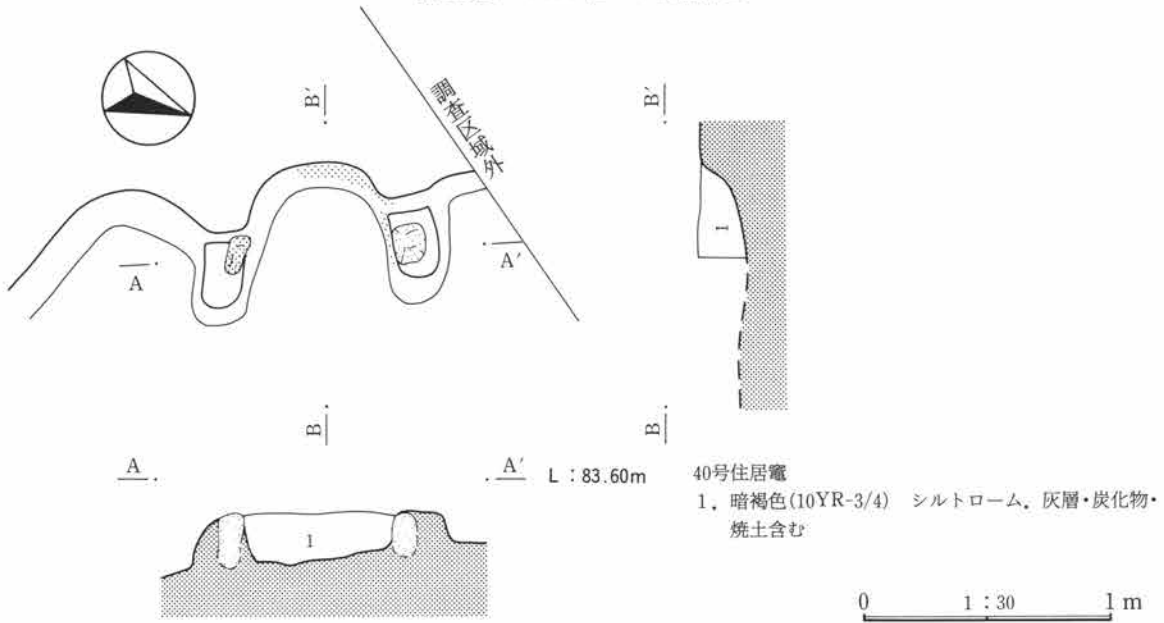 調査区域外
B′
B′
A
A′
B
B
A
A′ L：83.60m
1
1
40号住居竈
1．暗褐色(10YR-3/4)　シルトローム．灰層・炭化物・
焼土含む
0 1：30 1 m